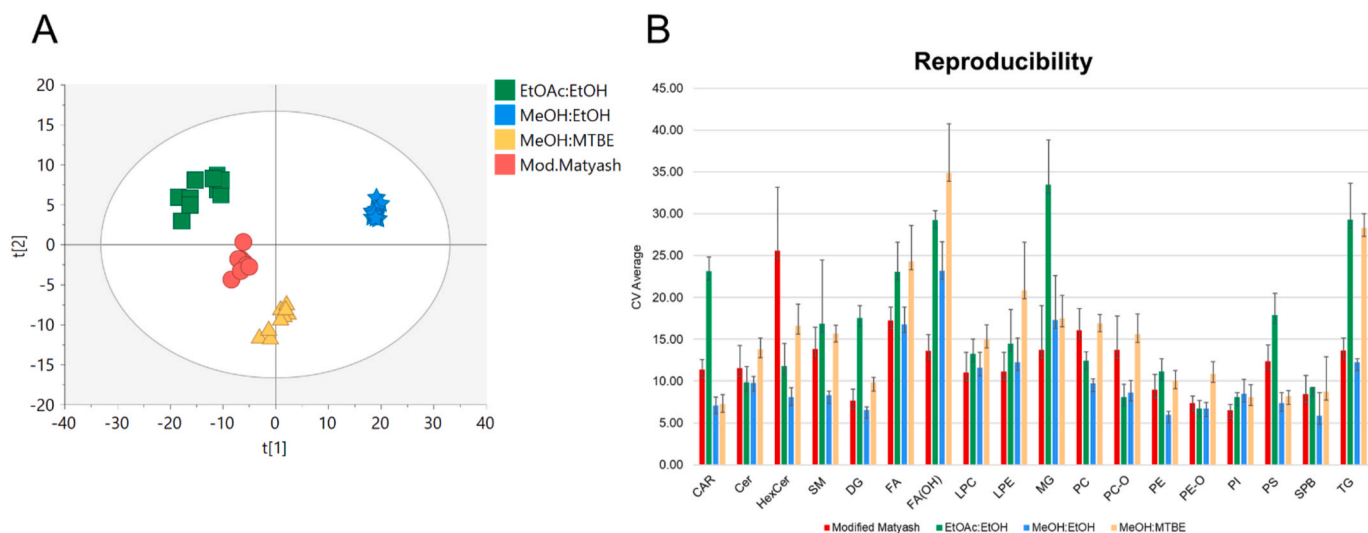 A
20
15
10
5
0
-5
-10
-15
-20
-40
-30
-20
-10
0
10
20
30
40
t[2]
t[1]
EtOAc:EtOH
MeOH:EtOH
MeOH:MTBE
Mod.Matyash
B
Reproducibility
CV Average
45.00
40.00
35.00
30.00
25.00
20.00
15.00
10.00
5.00
0.00
CAR
Cer
HexCer
SM
DG
FA
FA(OH)
LPC
LPE
MG
PC
PC-O
PE
PE-O
PI
PS
SPB
TG
Modified Matyash EtOAc:EtOH MeOH:EtOH MeOH:MTBE